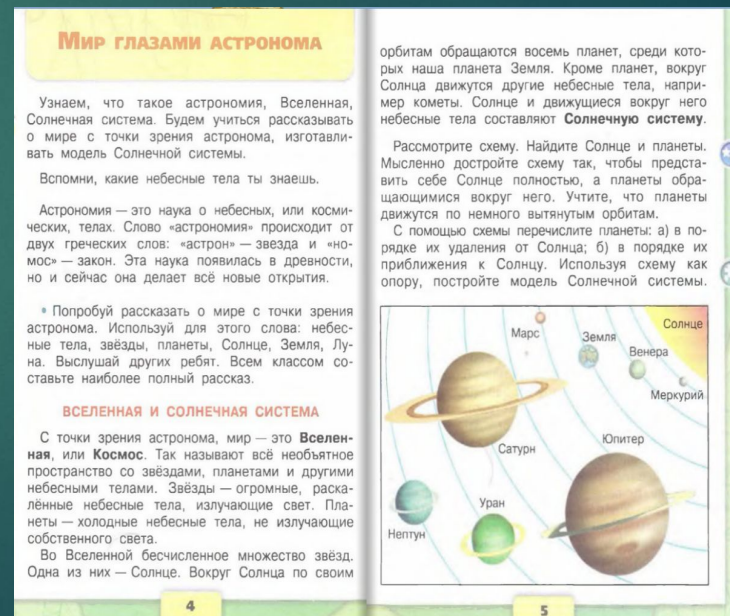 МИР ГЛАЗАМИ АСТРОНОМА
Узнаем, что такое астрономия, Вселенная,
Солнечная система. Будем учиться рассказывать
о мире с точки зрения астронома, изготавли-
вать модель Солнечной системы.
Вспомни, какие небесные тела ты знаешь.
Астрономия — это наука о небесных, или косми-
ческих, телах. Слово «астрономия» происходит от
двух греческих слов: «астрон» — звезда и «но-
мос» — закон. Эта наука появилась в древности,
но и сейчас она делает всё новые открытия.
• Попробуй рассказать о мире с точки зрения
астронома. Используй для этого слова: небес-
ные тела, звёзды, планеты, Солнце, Земля, Лу-
на. Выслушай других ребят. Всем классом со-
ставьте наиболее полный рассказ.
ВСЕЛЕННАЯ И СОЛНЕЧНАЯ СИСТЕМА
С точки зрения астронома, мир — это Вселен-
ная, или Космос. Так называют всё необъятное
пространство со звёздами, планетами и другими
небесными телами. Звёзды — огромные, раска-
лённые небесные тела, излучающие свет. Пла-
неты — холодные небесные тела, не излучающие
собственного света.
Во Вселенной бесчисленное множество звёзд.
Одна из них — Солнце. Вокруг Солнца по своим
4
орбитам обращаются восемь планет, среди кото-
рых наша планета Земля. Кроме планет, вокруг
Солнца движутся другие небесные тела, напри-
мер кометы. Солнце и движущиеся вокруг него
небесные тела составляют Солнечную систему.
Рассмотрите схему. Найдите Солнце и планеты.
Мысленно достройте схему так, чтобы предста-
вить себе Солнце полностью, а планеты обра-
щающимися вокруг него. Учтите, что планеты
движутся по немного вытянутым орбитам.
С помощью схемы перечислите планеты: а) в по-
рядке их удаления от Солнца; б) в порядке их
приближения к Солнцу. Используя схему как
опору, постройте модель Солнечной системы.
Солнце
Марс
Земля
Венера
Меркурий
Сатурн
Юпитер
Уран
Нептун
5